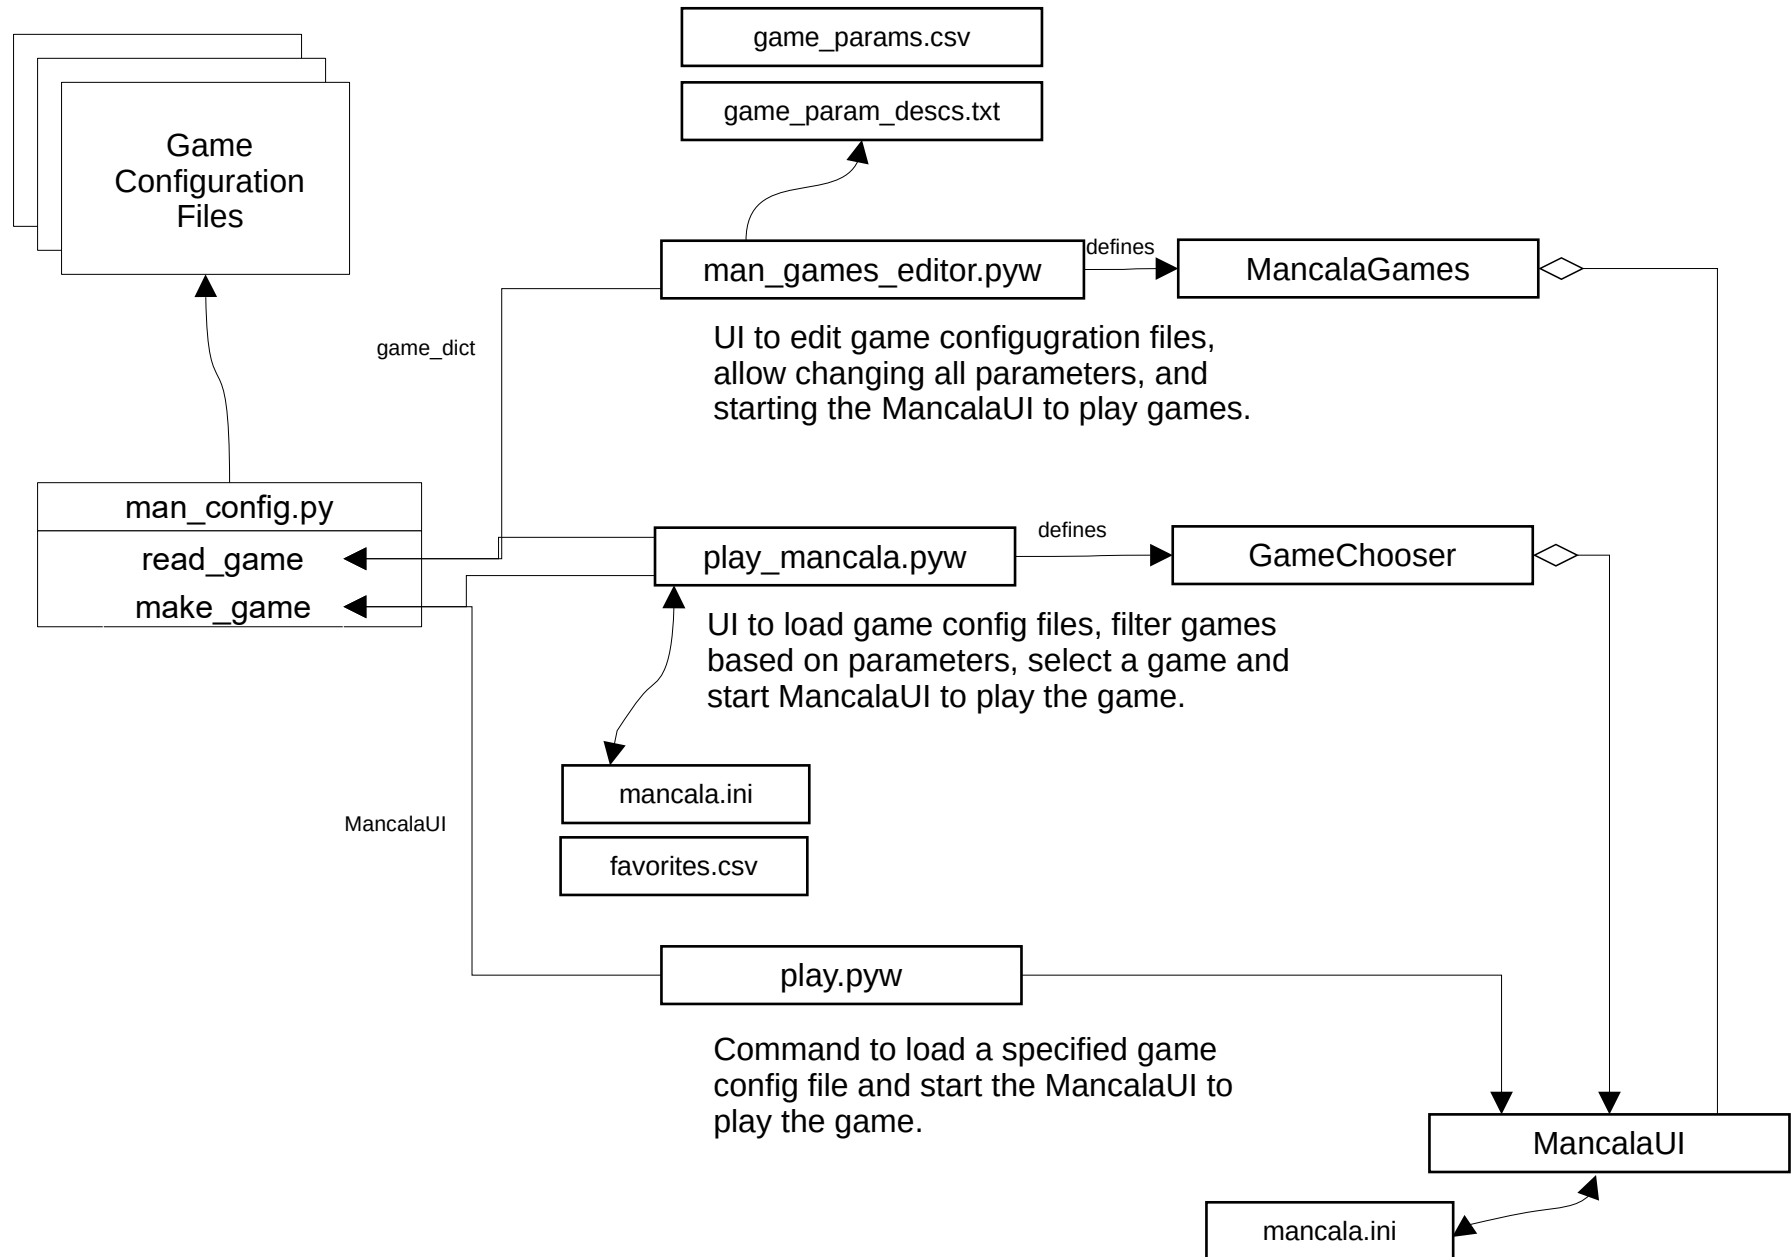 game_params.csv
game_param_descs.txt
Game
Configuration
Files
man_games_editor.pyw
defines
MancalaGames
UI to edit game configugration files,
allow changing all parameters, and
starting the MancalaUI to play games.
game_dict
man_config.py
read_game
make_game
play_mancala.pyw
defines
GameChooser
UI to load game config files, filter games
based on parameters, select a game and
start MancalaUI to play the game.
mancala.ini
favorites.csv
MancalaUI
play.pyw
Command to load a specified game
config file and start the MancalaUI to
play the game.
MancalaUI
mancala.ini